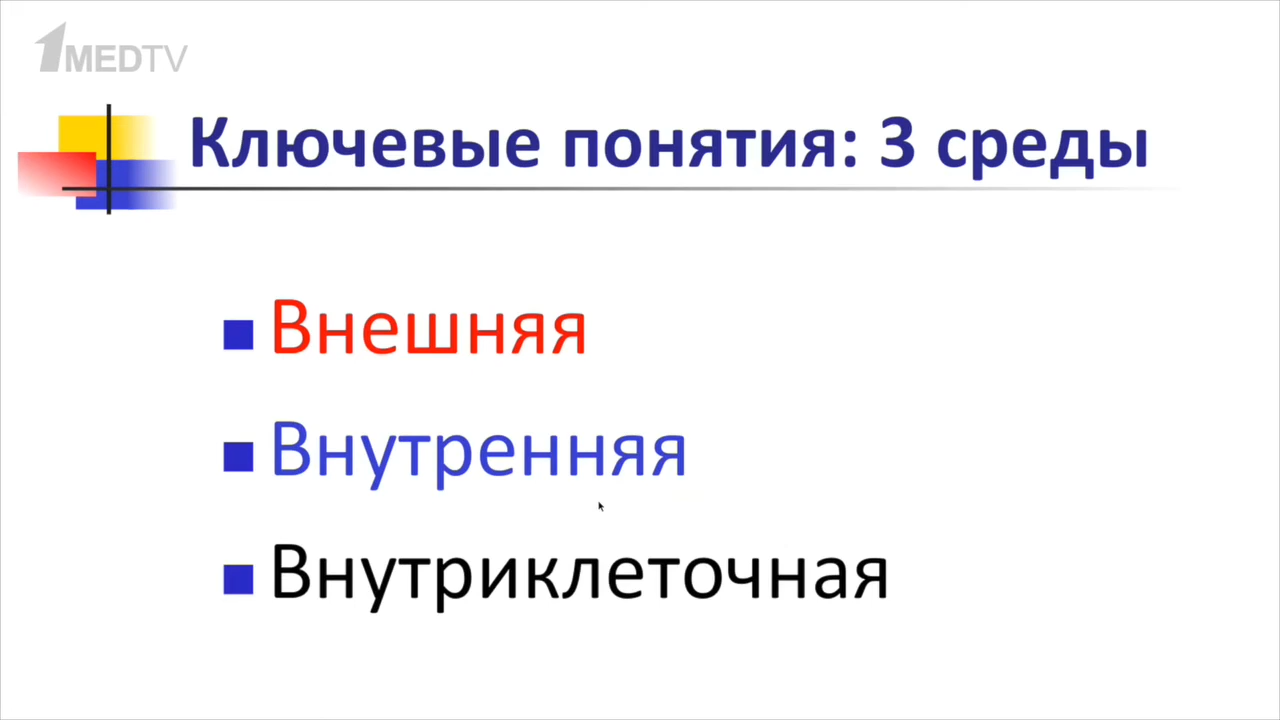 1MEDTV
Ключевые понятия: 3 среды
Внешняя
Внутренняя
Внутриклеточная